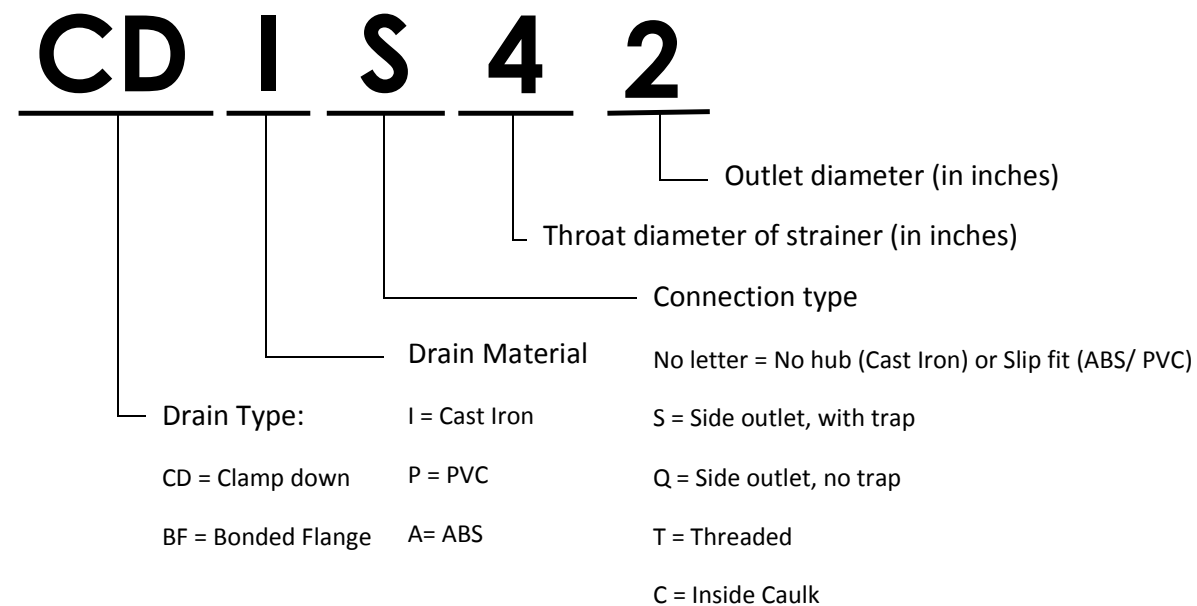 CD I S 4 2
Outlet diameter (in inches)
Throat diameter of strainer (in inches)
Connection type
No letter = No hub (Cast Iron) or Slip fit (ABS/ PVC)
S = Side outlet, with trap
Q = Side outlet, no trap
T = Threaded
C = Inside Caulk
Drain Material
I = Cast Iron
P = PVC
A= ABS
Drain Type:
CD = Clamp down
BF = Bonded Flange